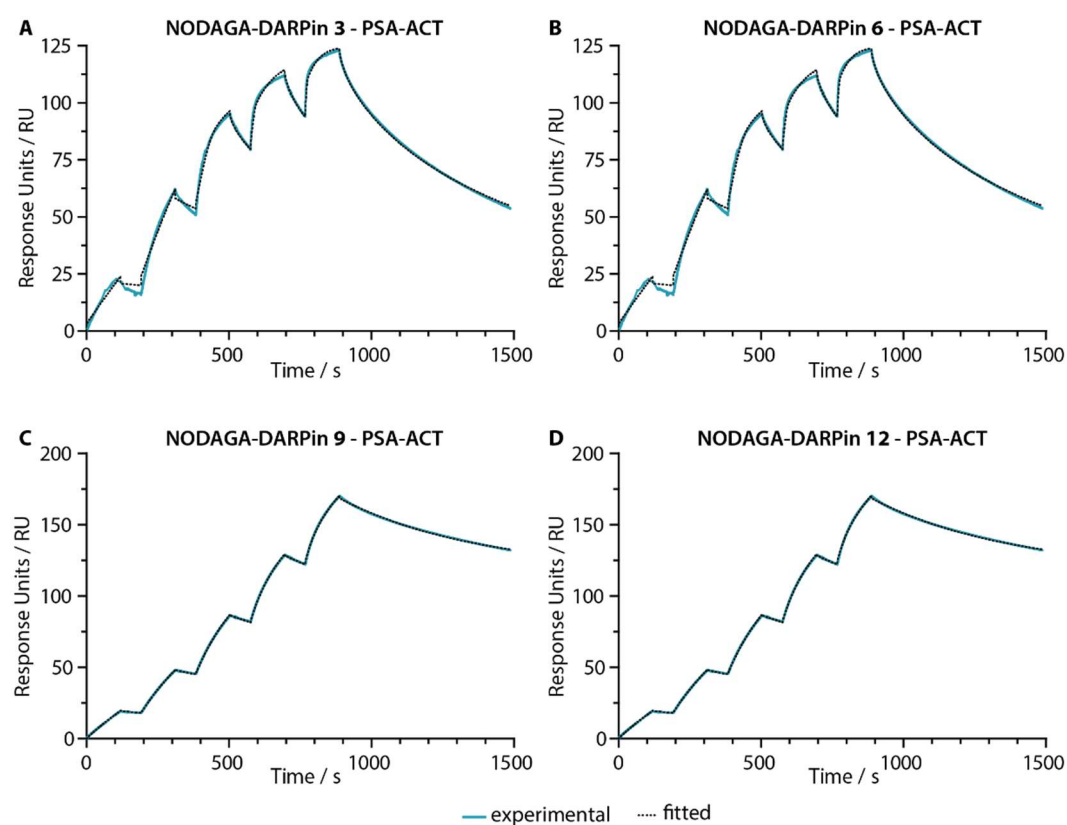 A NODAGA-DARPin 3 - PSA-ACT
125
100
75
50
25
0
Response Units / RU
0 500 1000 1500
Time / s
B NODAGA-DARPin 6 - PSA-ACT
125
100
75
50
25
0
Response Units / RU
0 500 1000 1500
Time / s
C NODAGA-DARPin 9 - PSA-ACT
200
150
100
50
0
Response Units / RU
0 500 1000 1500
Time / s
D NODAGA-DARPin 12 - PSA-ACT
200
150
100
50
0
Response Units / RU
0 500 1000 1500
Time / s
experimental fitted